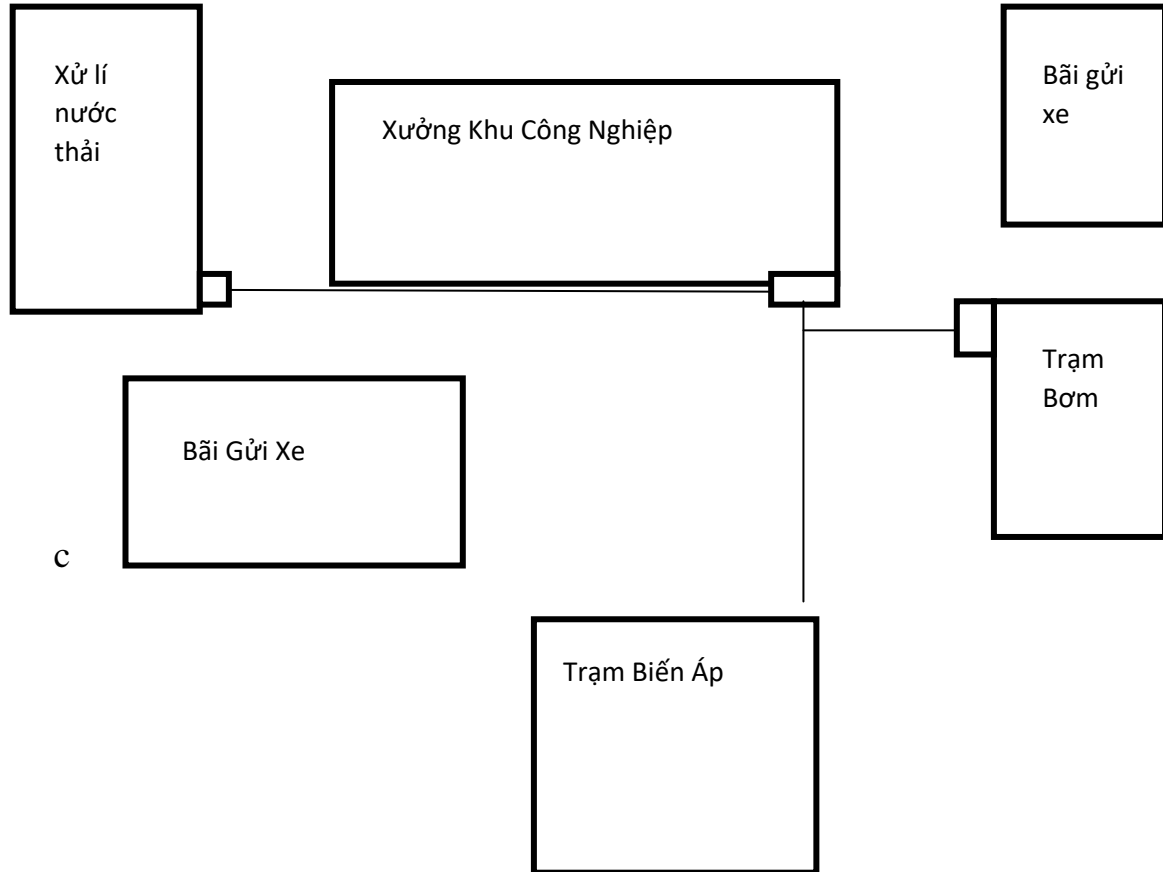 Xử lí
nước
thải
Xưởng Khu Công Nghiệp
Bãi gửi
xe
Trạm
Bơm
Bãi Gửi Xe
c
Trạm Biến Áp